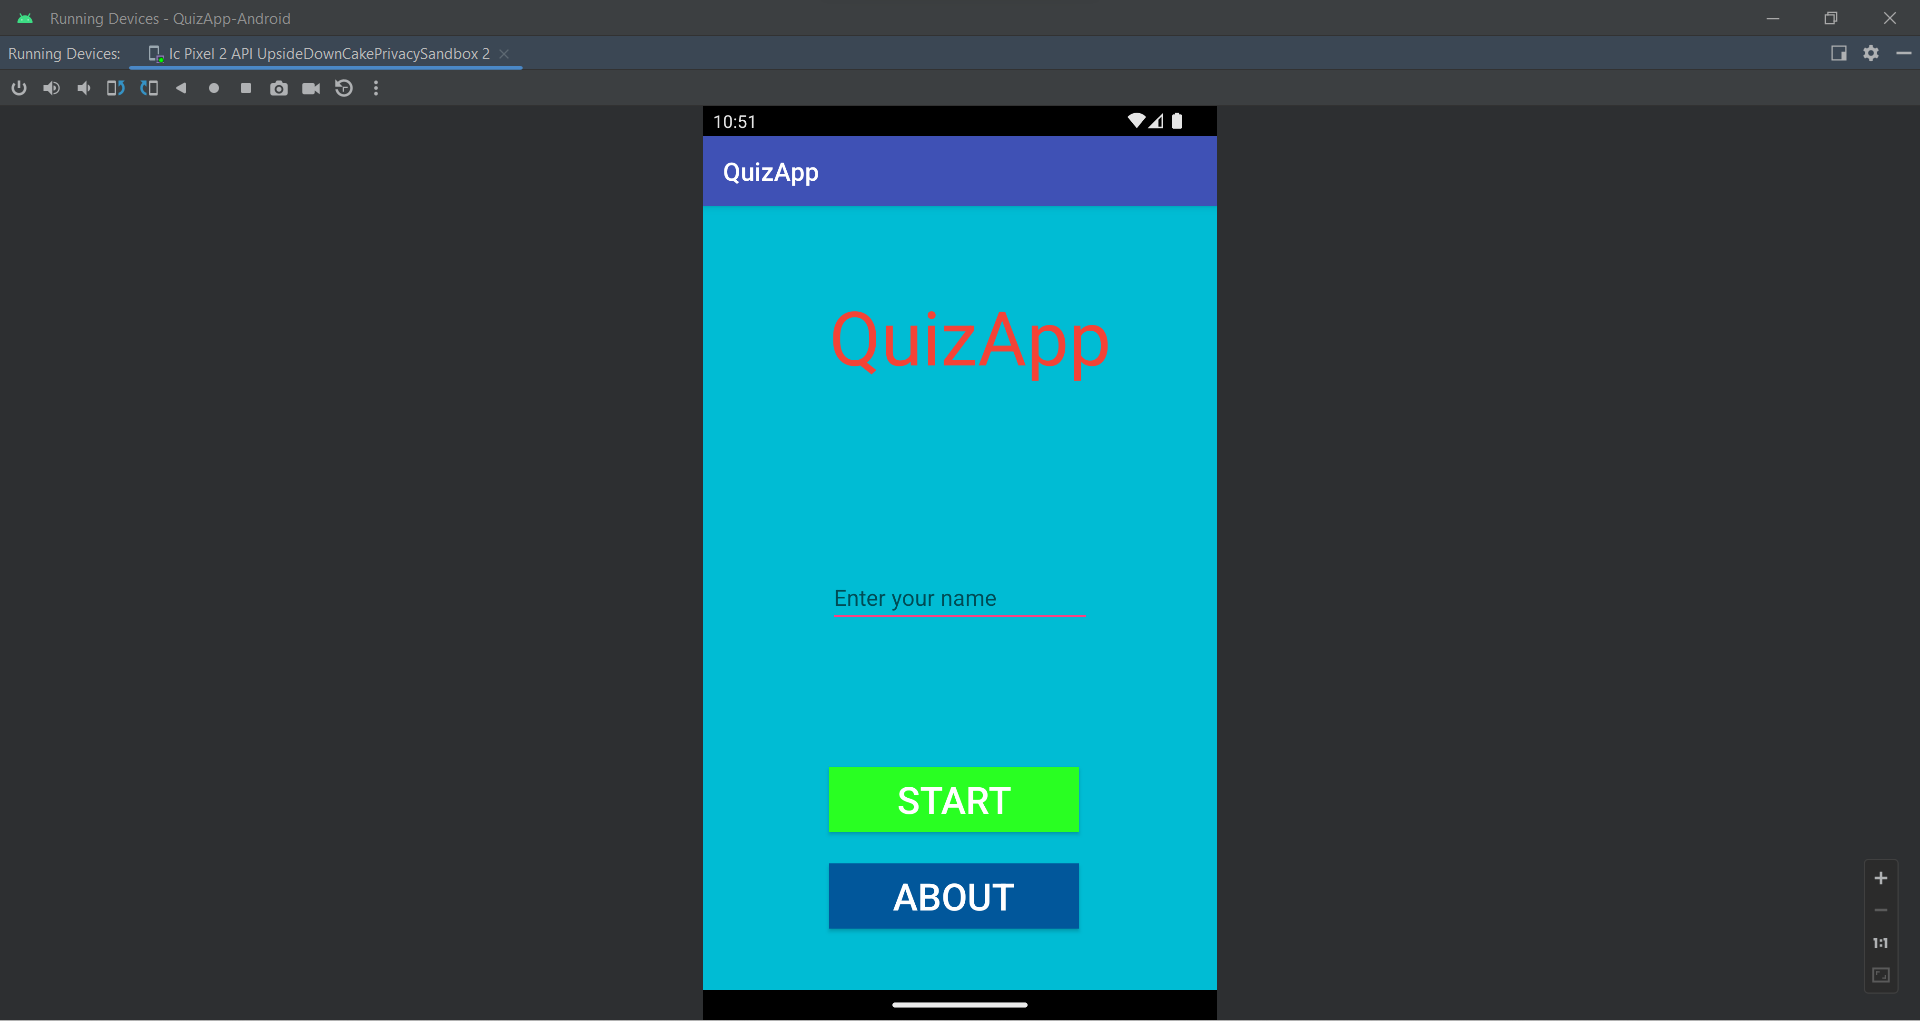 Running Devices - QuizApp-Android
Running Devices: Ic Pixel 2 API UpsideDownCakePrivacySandbox 2
10:51
QuizApp
QuizApp
Enter your name
START
ABOUT
1:1